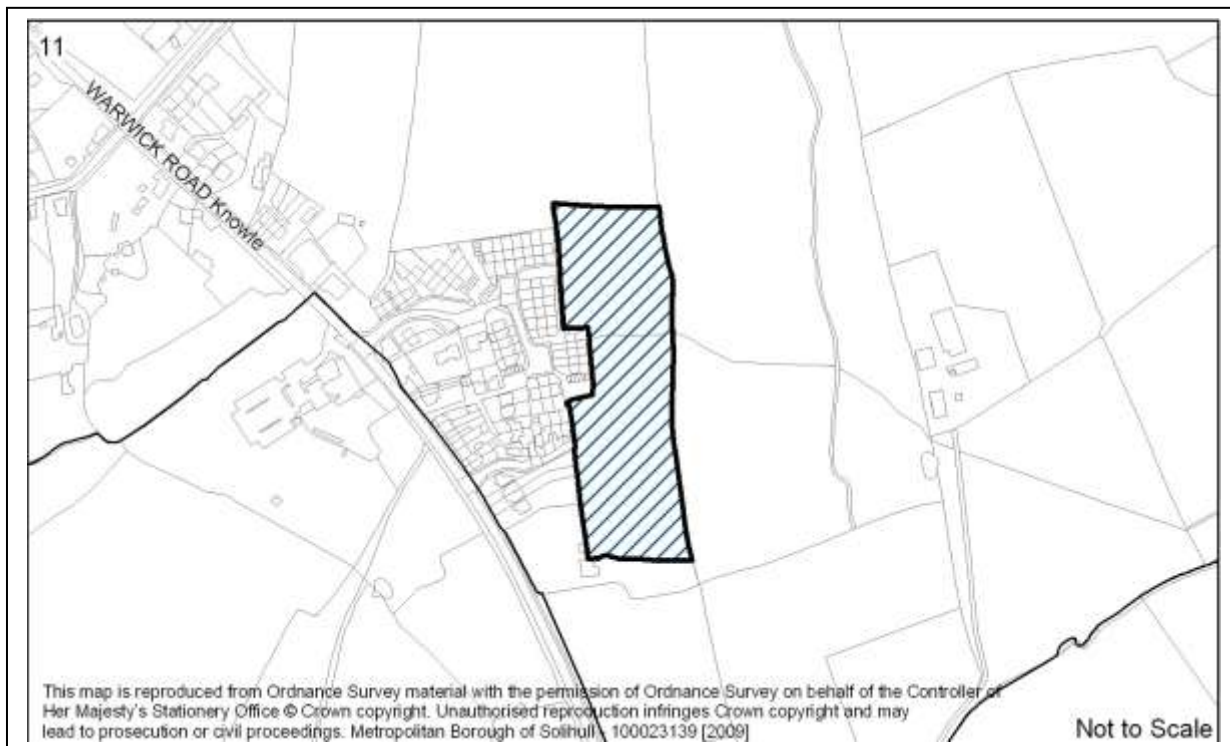 11
WARWICK ROAD Knowle
This map is reproduced from Ordnance Survey material with the permission of Ordnance Survey on behalf of the Controller of
Her Majesty's Stationery Office © Crown copyright. Unauthorised reproduction infringes Crown copyright and may
lead to prosecution or civil proceedings. Metropolitan Borough of Solihull - 100023139 [2009]
Not to Scale